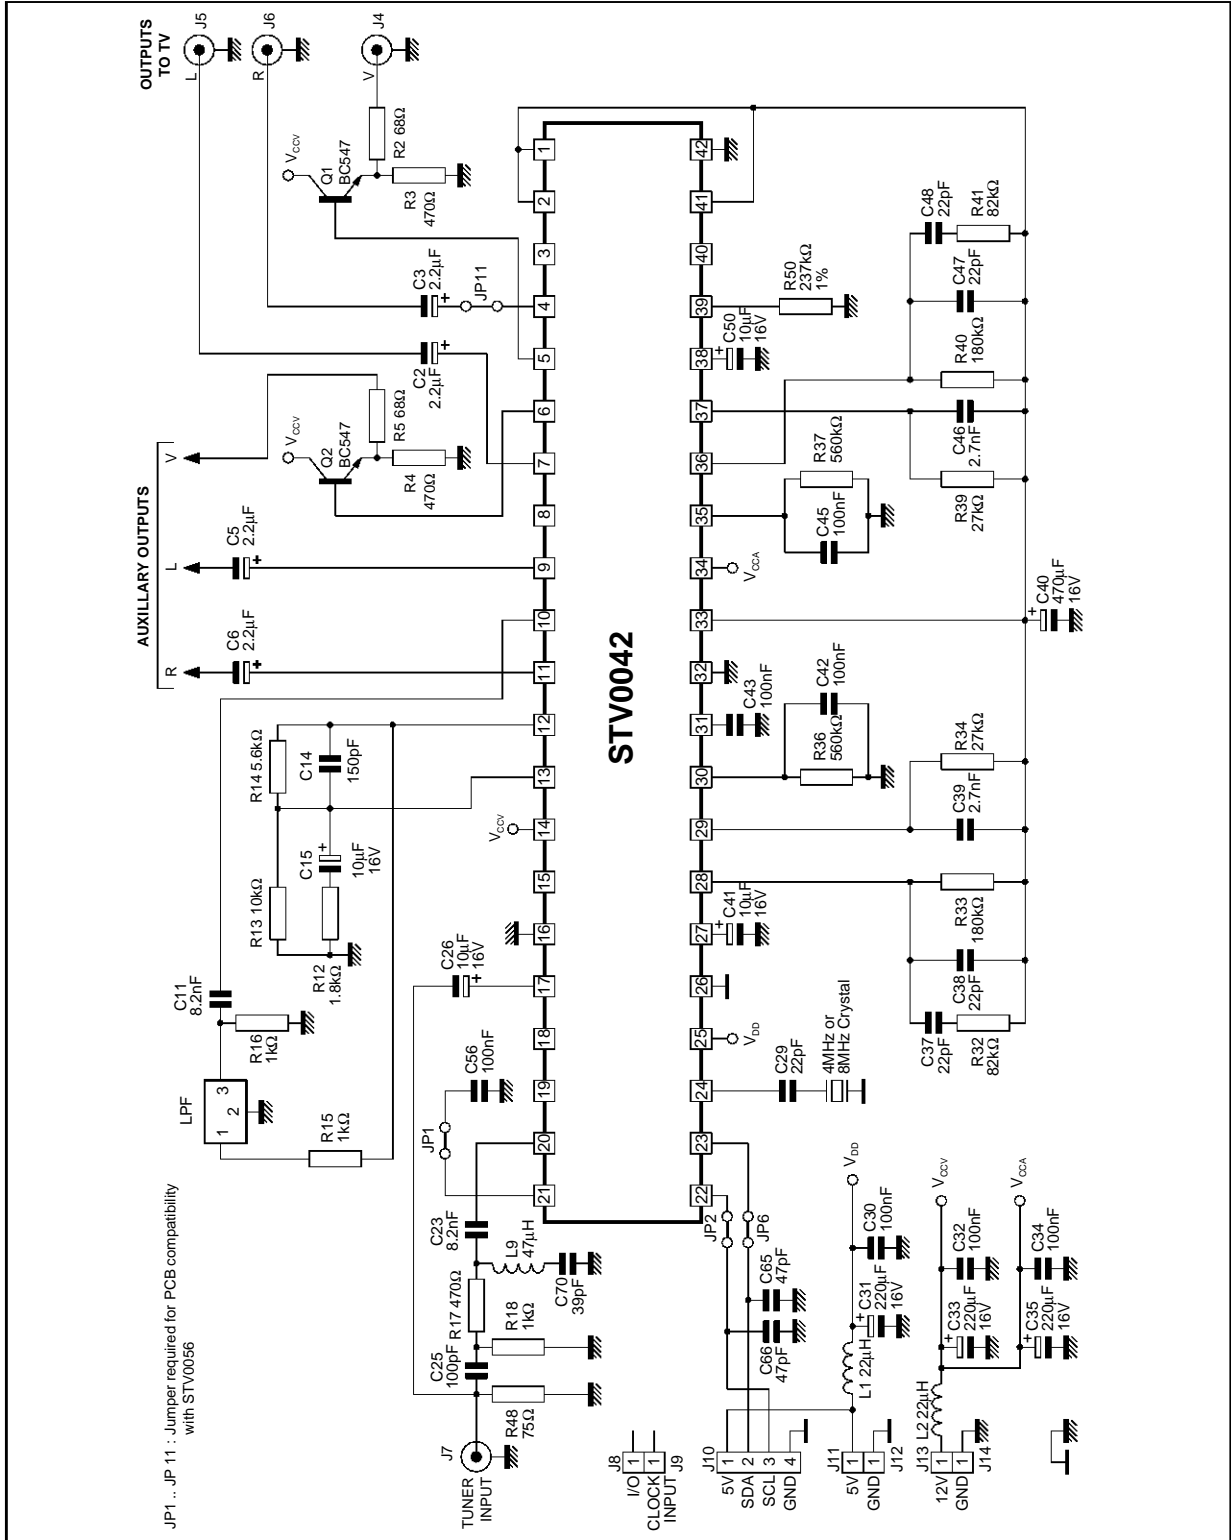 OUTPUTS
TO TV
J5
L
J6
R
J4
V
R2 68Ω
VCCV
Q1
BC547
R3
470Ω
C3
2.2µF
+
JP11
C2
2.2µF
+
AUXILLARY OUTPUTS
V
L
R
R5 68Ω
VCCV
Q2
BC547
R4
470Ω
C5
2.2µF
+
C6
2.2µF
+
R14 5.6kΩ
C14
150pF
R13 10kΩ
C15
+
10µF
16V
R12
1.8kΩ
C11
8.2nF
R16
1kΩ
LPF
1
2
3
R15
1kΩ
VCCV
C26
10µF
16V
+
C56
100nF
JP1
JP1 .. JP 11 : Jumper required for PCB compatibility
with STV0056
1
2
3
4
5
6
7
8
9
10
11
12
13
14
15
16
17
18
19
20
21
STV0042
42
41
40
39
38
37
36
35
34
33
32
31
30
29
28
27
26
25
24
23
22
C23
8.2nF
L9
47µH
C70
39pF
R17 470Ω
R18
1kΩ
C25
100pF
R48
75Ω
J7
TUNER
INPUT
J8
I/O
1
CLOCK
INPUT
1
J9
J10
5V
1
SDA
2
SCL
3
GND
4
JP2
JP6
C65
47pF
C66
47pF
J11
5V
1
GND
1
J12
L1 22µH
+
C31
220µF
16V
C30
100nF
VDD
J13
12V
1
GND
1
J14
L2 22µH
VCCV
VCCA
+
C33
220µF
16V
C32
100nF
+
C35
220µF
16V
C34
100nF
R50
237kΩ
1%
C50
10µF
16V
+
C48
22pF
R41
82kΩ
C47
22pF
R40
180kΩ
C46
2.7nF
R39
27kΩ
R37
560kΩ
C45
100nF
VCCA
+
C40
470µF
16V
C43
100nF
C42
100nF
R36
560kΩ
R34
27kΩ
C39
2.7nF
R33
180kΩ
C38
22pF
C37
22pF
R32
82kΩ
+
C41
10µF
16V
VDD
C29
22pF
4MHz or
8MHz Crystal